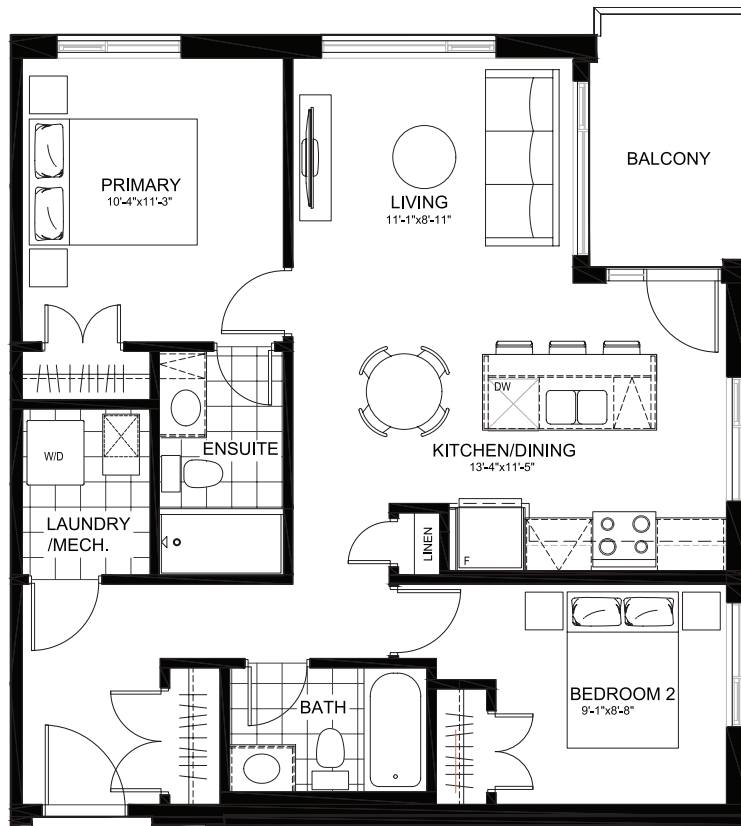 BALCONY
PRIMARY
10'-4"x11'-3"
LIVING
11'-1"x8'-11"
DW
ENSUITE
KITCHEN/DINING
13'-4"x11'-5"
W/D
LAUNDRY
/MECH.
LINEN
F
BEDROOM 2
9'-1"x8'-8"
BATH